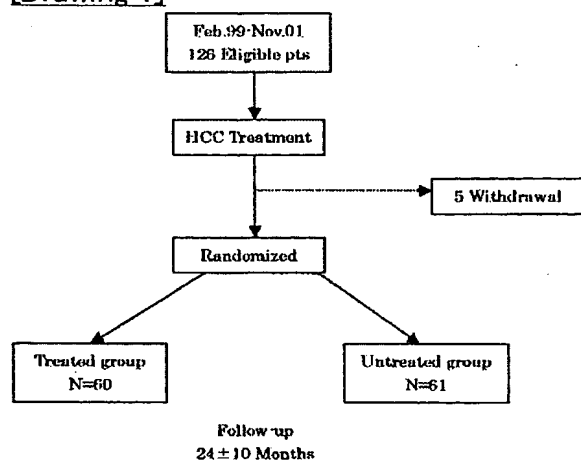 [Drawing 1]
Feb.99-Nov.01
126 Eligible pts
HCC Treatment
5 Withdrawal
Randomized
Treated group
N=60
Untreated group
N=61
Follow-up
24±10 Months